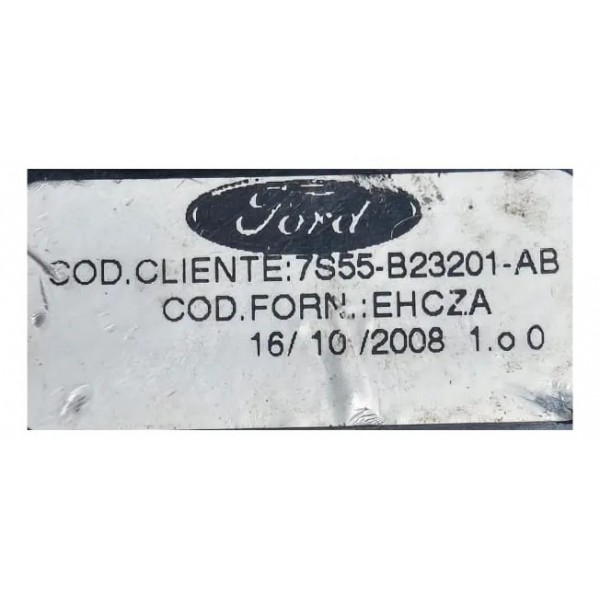 Ford
COD.CLIENTE:7S55-B23201-AB
COD.FORN.:EHCZA
16/ 10 /2008 1.o 0